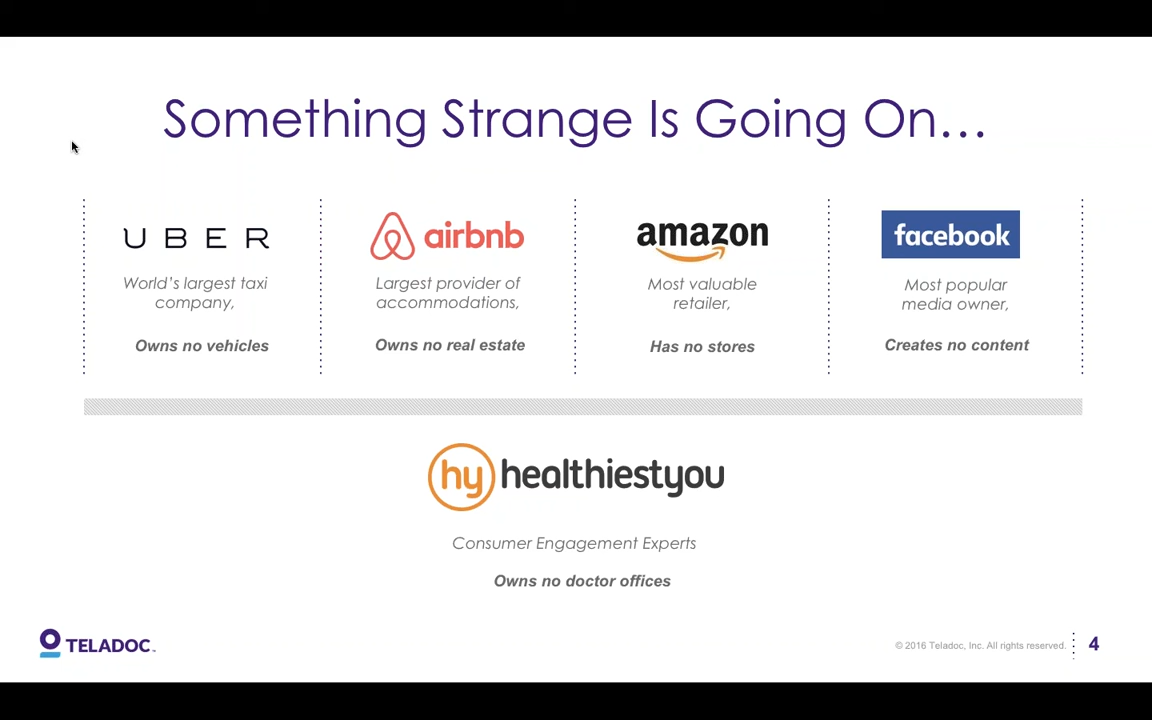 Something Strange Is Going On...
UBER
World's largest taxi
company,
Owns no vehicles
airbnb
Largest provider of
accommodations,
Owns no real estate
amazon
Most valuable
retailer,
Has no stores
facebook
Most popular
media owner,
Creates no content
hy healthiestyou
Consumer Engagement Experts
Owns no doctor offices
TELADOC™
© 2016 Teladoc, Inc. All rights reserved. 4